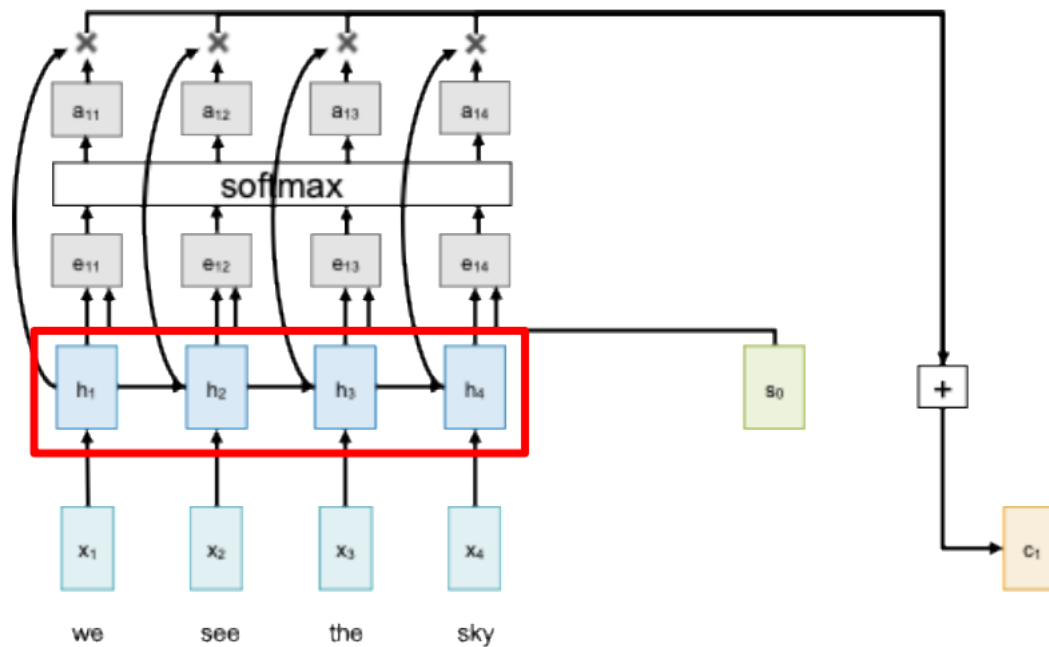 a₁₁ a₁₂ a₁₃ a₁₄
softmax
e₁₁ e₁₂ e₁₃ e₁₄
h₁ h₂ h₃ h₄ s₀ +
x₁ x₂ x₃ x₄ c₁
we see the sky